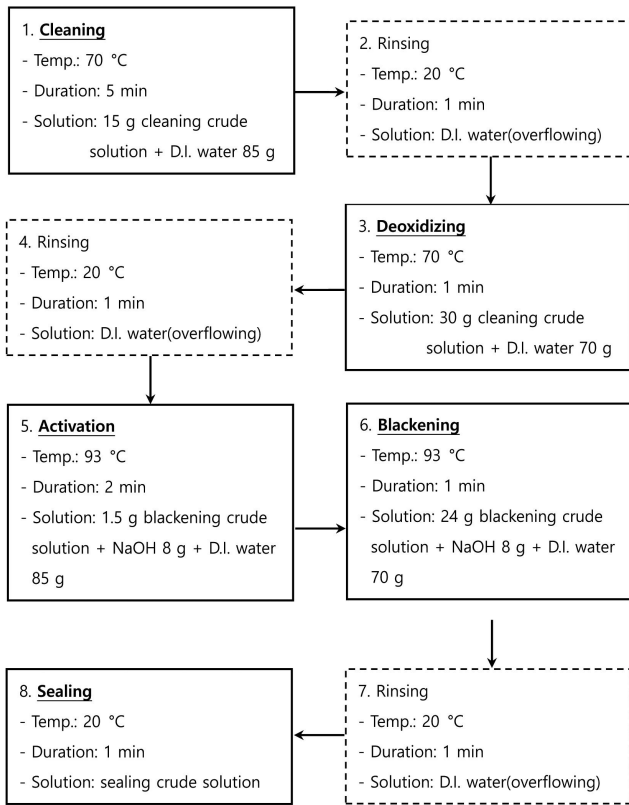 1. Cleaning
- Temp.: 70 °C
- Duration: 5 min
- Solution: 15 g cleaning crude
solution + D.I. water 85 g
2. Rinsing
- Temp.: 20 °C
- Duration: 1 min
- Solution: D.I. water(overflowing)
3. Deoxidizing
- Temp.: 70 °C
- Duration: 1 min
- Solution: 30 g cleaning crude
solution + D.I. water 70 g
4. Rinsing
- Temp.: 20 °C
- Duration: 1 min
- Solution: D.I. water(overflowing)
5. Activation
- Temp.: 93 °C
- Duration: 2 min
- Solution: 1.5 g blackening crude
solution + NaOH 8 g + D.I. water
85 g
6. Blackening
- Temp.: 93 °C
- Duration: 1 min
- Solution: 24 g blackening crude
solution + NaOH 8 g + D.I. water
70 g
7. Rinsing
- Temp.: 20 °C
- Duration: 1 min
- Solution: D.I. water(overflowing)
8. Sealing
- Temp.: 20 °C
- Duration: 1 min
- Solution: sealing crude solution